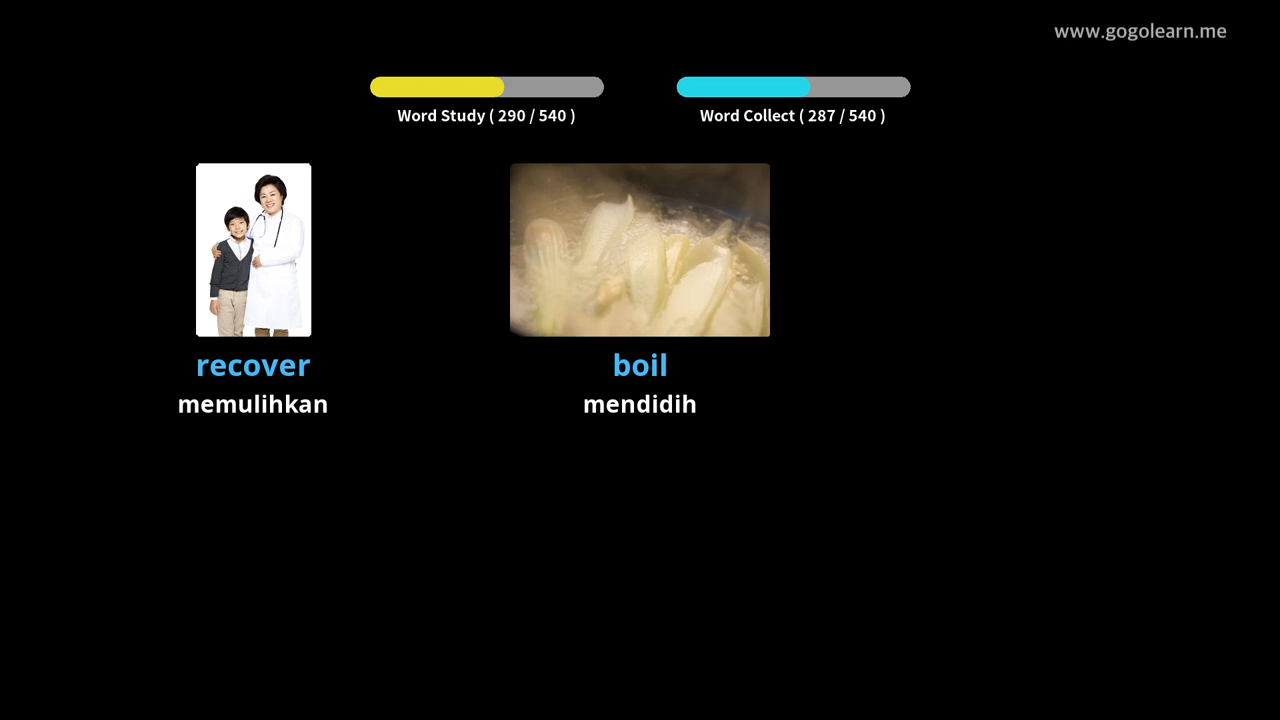 www.gogolearn.me
Word Study ( 290 / 540 )
Word Collect ( 287 / 540 )
recover
memulihkan
boil
mendidih